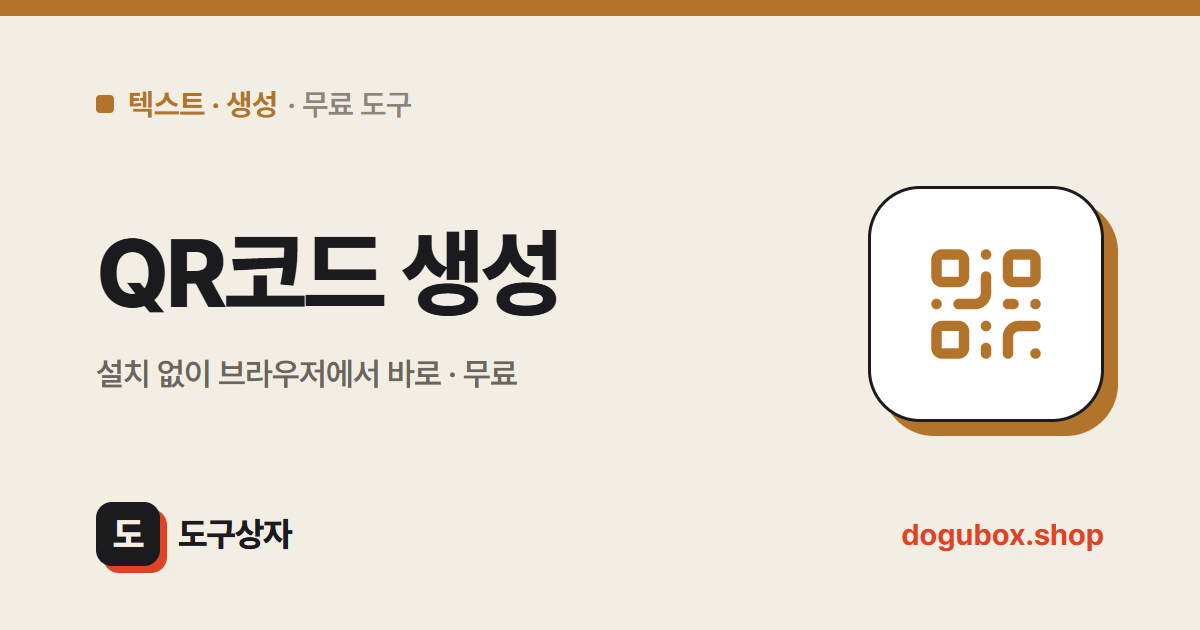 텍스트 · 생성 · 무료 도구
QR코드 생성
설치 없이 브라우저에서 바로 · 무료
도 도구상자
dogubox.shop